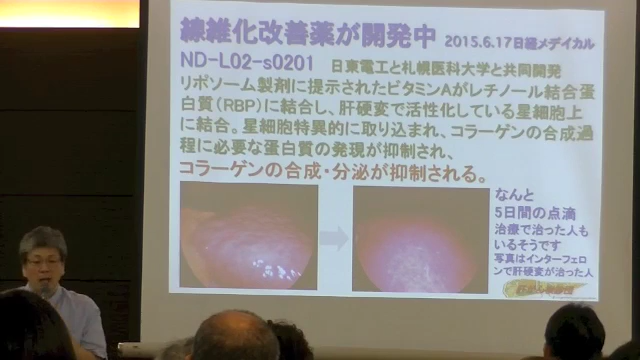 線維化改善薬が開発中 2015.6.17日経メディカル
ND-L02-s0201 日東電工と札幌医科大学と共同開発
リポソーム製剤に提示されたビタミンAがレチノール結合蛋
白質(RBP)に結合し、肝硬変で活性化している星細胞上
に結合。星細胞特異的に取り込まれ、コラーゲンの合成過
程に必要な蛋白質の発現が抑制され、
コラーゲンの合成・分泌が抑制される。
なんと
5日間の点滴
治療で治った人も
いるそうです
写真はインターフェロ
ンで肝硬変が治った人